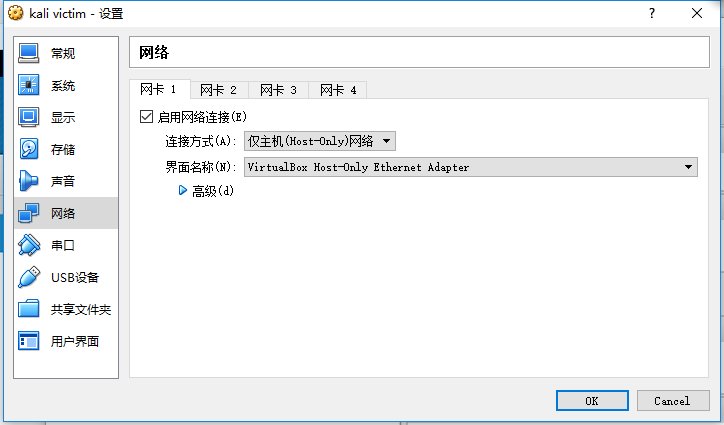 kali victim - 设置
常规
系统
显示
存储
声音
网络
串口
USB设备
共享文件夹
用户界面
网络
网卡 1 网卡 2 网卡 3 网卡 4
启用网络连接(E)
连接方式(A): 仅主机(Host-Only)网络
界面名称(N): VirtualBox Host-Only Ethernet Adapter
高级(d)
OK Cancel